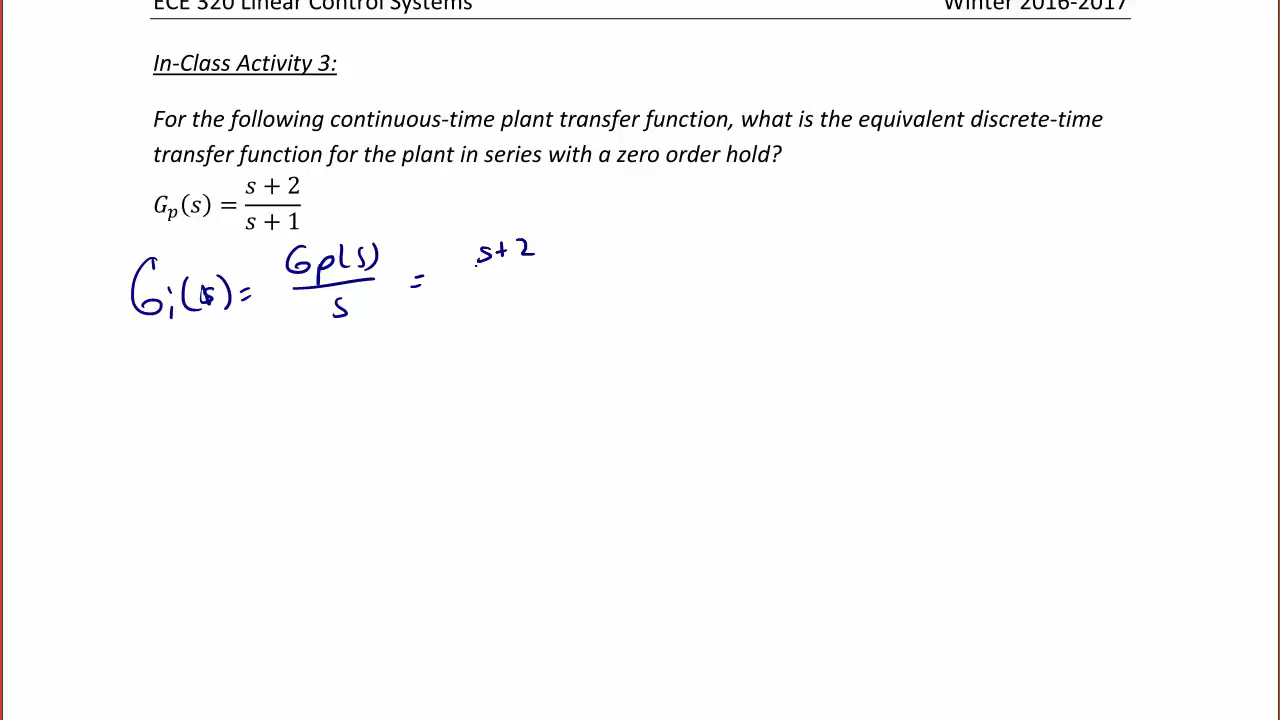 ECE 320 Linear Control Systems Winter 2016-2017
In-Class Activity 3:
For the following continuous-time plant transfer function, what is the equivalent discrete-time
transfer function for the plant in series with a zero order hold?
G_p(s) = (s + 2)/(s + 1)
G_i(s) = Gp(s)/s = s+2